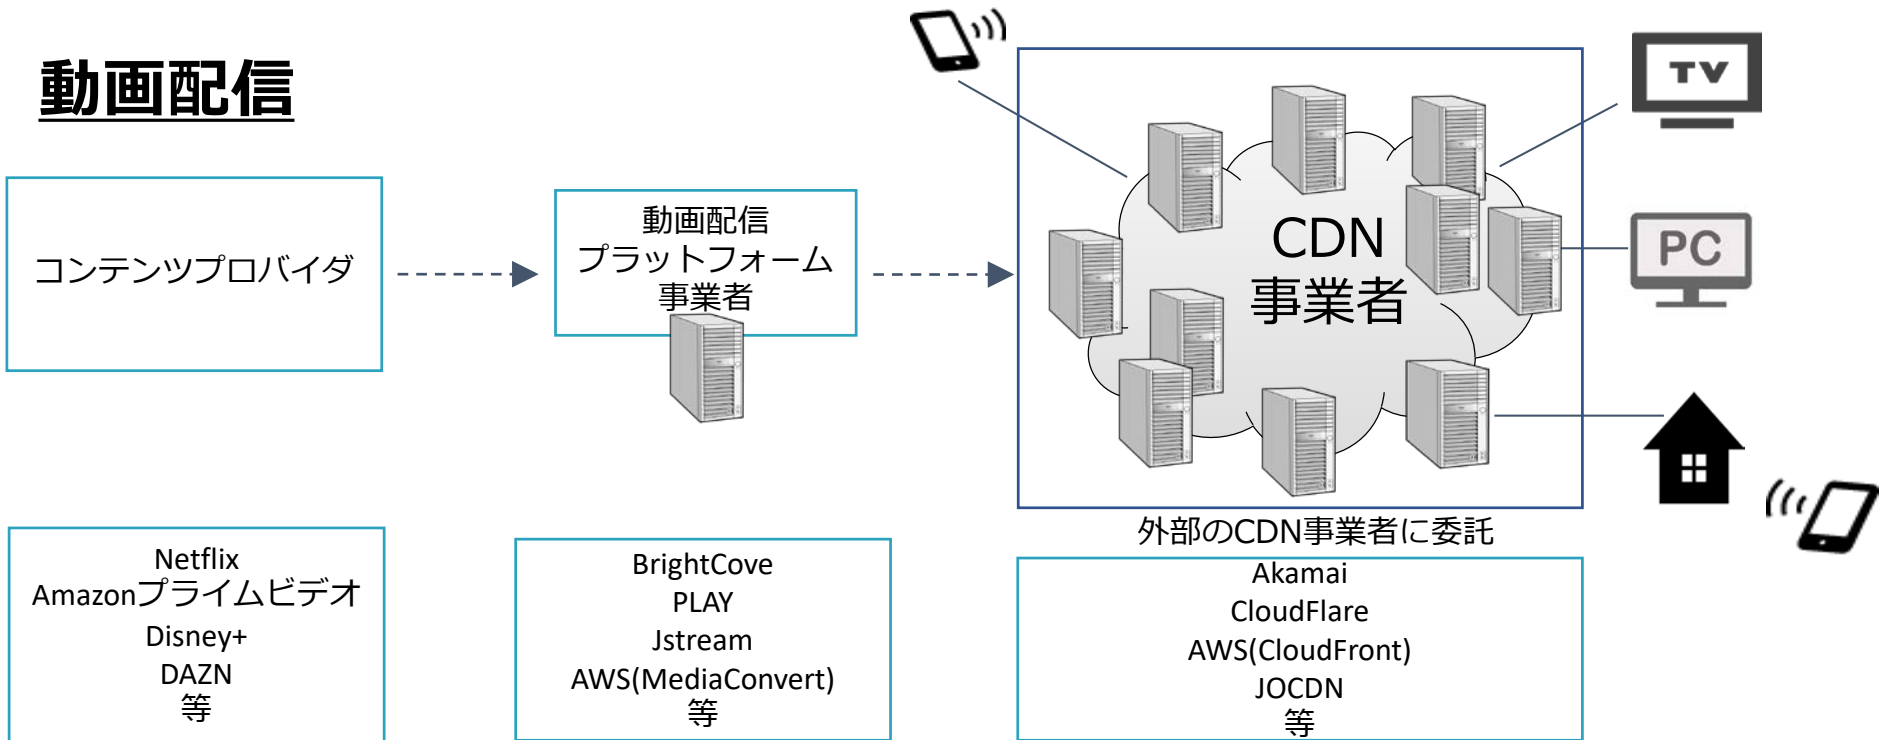 動画配信
コンテンツプロバイダ
動画配信
プラットフォーム
事業者
CDN
事業者
TV
PC
外部のCDN事業者に委託
Netflix
Amazonプライムビデオ
Disney+
DAZN
等
BrightCove
PLAY
Jstream
AWS(MediaConvert)
等
Akamai
CloudFlare
AWS(CloudFront)
JOCDN
等